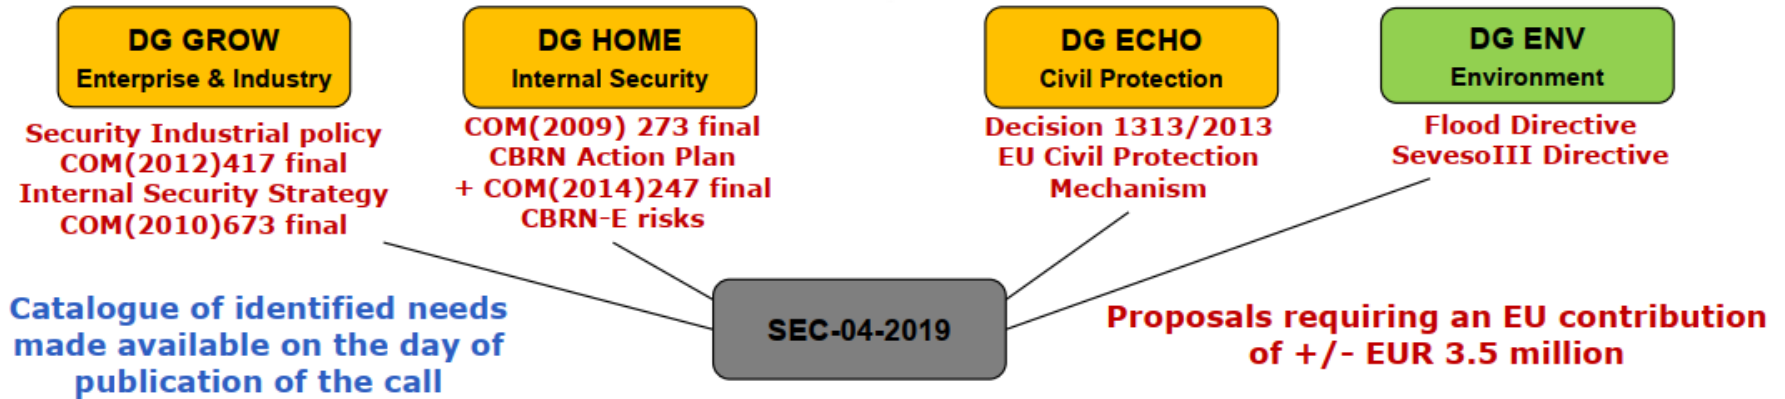 DG GROW
Enterprise & Industry
Security Industrial policy
COM(2012)417 final
Internal Security Strategy
COM(2010)673 final
DG HOME
Internal Security
COM(2009) 273 final
CBRN Action Plan
+ COM(2014)247 final
CBRN-E risks
DG ECHO
Civil Protection
Decision 1313/2013
EU Civil Protection
Mechanism
DG ENV
Environment
Flood Directive
SevesoIII Directive
Catalogue of identified needs
made available on the day of
publication of the call
SEC-04-2019
Proposals requiring an EU contribution
of +/- EUR 3.5 million